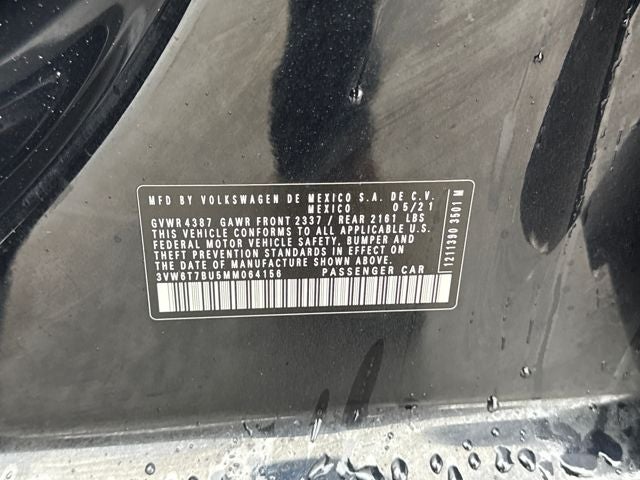 MFD BY VOLKSWAGEN DE MEXICO S.A. DE C.V.
MEXICO 05/21
GVWR 4387 GAWR FRONT 2337 / REAR 2161 LBS
THIS VEHICLE CONFORMS TO ALL APPLICABLE U.S.
FEDERAL MOTOR VEHICLE SAFETY, BUMPER AND
THEFT PREVENTION STANDARDS IN EFFECT ON
THE DATE OF MANUFACTURE SHOWN ABOVE.
3VW6T7BU5MM064156 PASSENGER CAR
1211390 3501 M